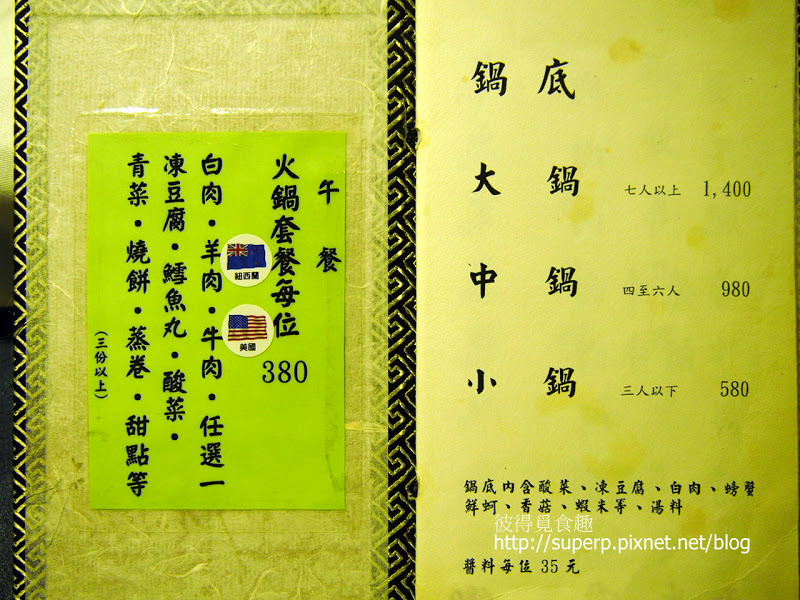 午餐
火鍋套餐每位
380
白肉·羊肉·牛肉·任選一
凍豆腐·鱈魚丸·酸菜·
青菜·燒餅·蒸卷·甜點等
(三份以上)
紐西蘭
美國
鍋底
大鍋 七人以上 1,400
中鍋 四至六人 980
小鍋 三人以下 580
鍋底內含酸菜、凍豆腐、白肉、螃蟹
鮮蚵、香菇、蝦米等、湯料
彼得覓食趣
http://superp.pixnet.net/blog
醬料每位 35 元